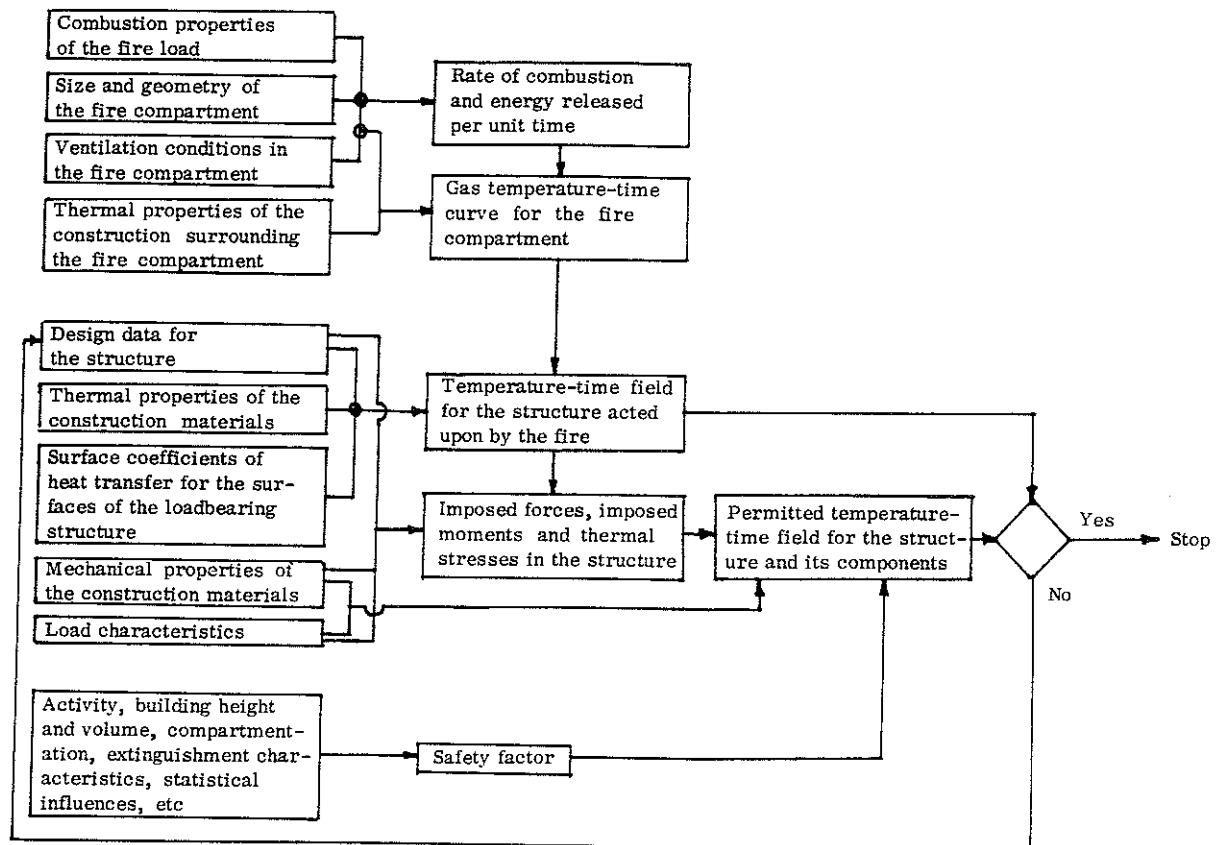 Combustion properties
of the fire load
Size and geometry of
the fire compartment
Ventilation conditions in
the fire compartment
Thermal properties of the
construction surrounding
the fire compartment
Rate of combustion
and energy released
per unit time
Gas temperature-time
curve for the fire
compartment
Design data for
the structure
Thermal properties of the
construction materials
Surface coefficients of
heat transfer for the sur-
faces of the loadbearing
structure
Mechanical properties of
the construction materials
Load characteristics
Temperature-time field
for the structure acted
upon by the fire
Imposed forces, imposed
moments and thermal
stresses in the structure
Permitted temperature-
time field for the struct-
ure and its components
Yes
Stop
No
Activity, building height
and volume, compartment-
ation, extinguishment char-
acteristics, statistical
influences, etc
Safety factor